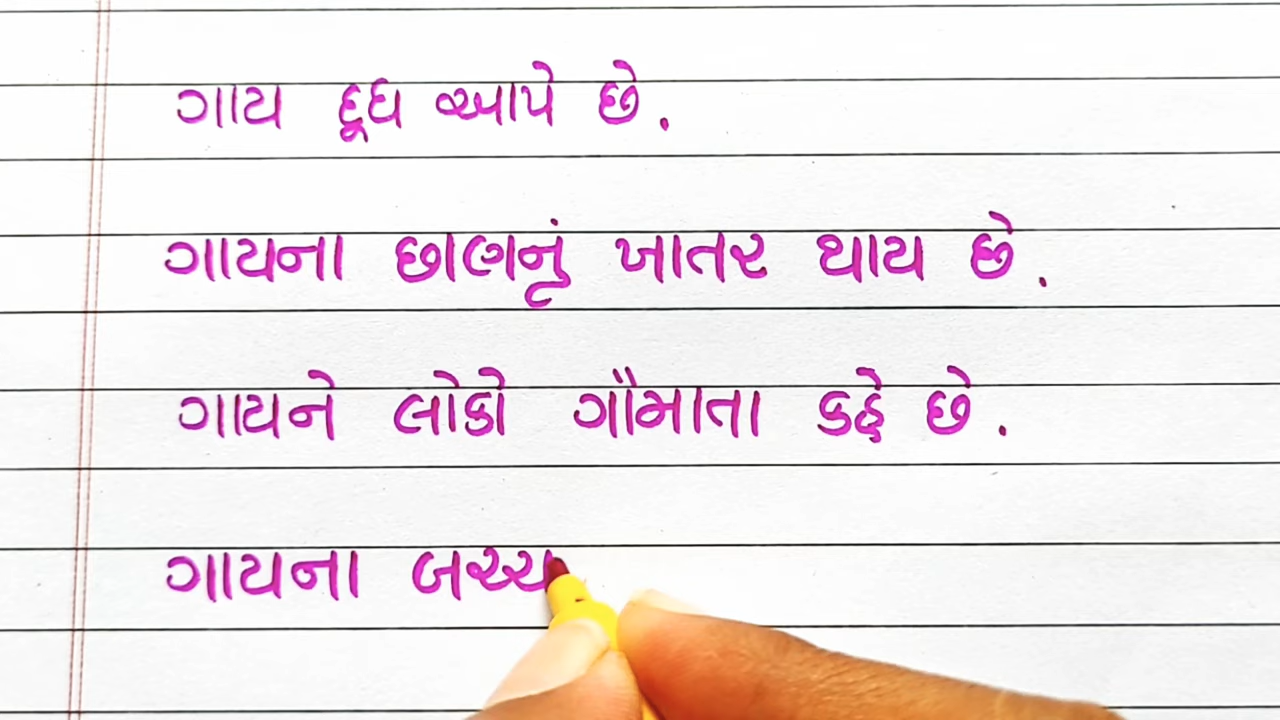 ગાય દૂધ આપે છે.
ગાયના છાણનું ખાતર થાય છે.
ગાયને લોકો ગૌમાતા કહે છે.
ગાયના બચ્ચ